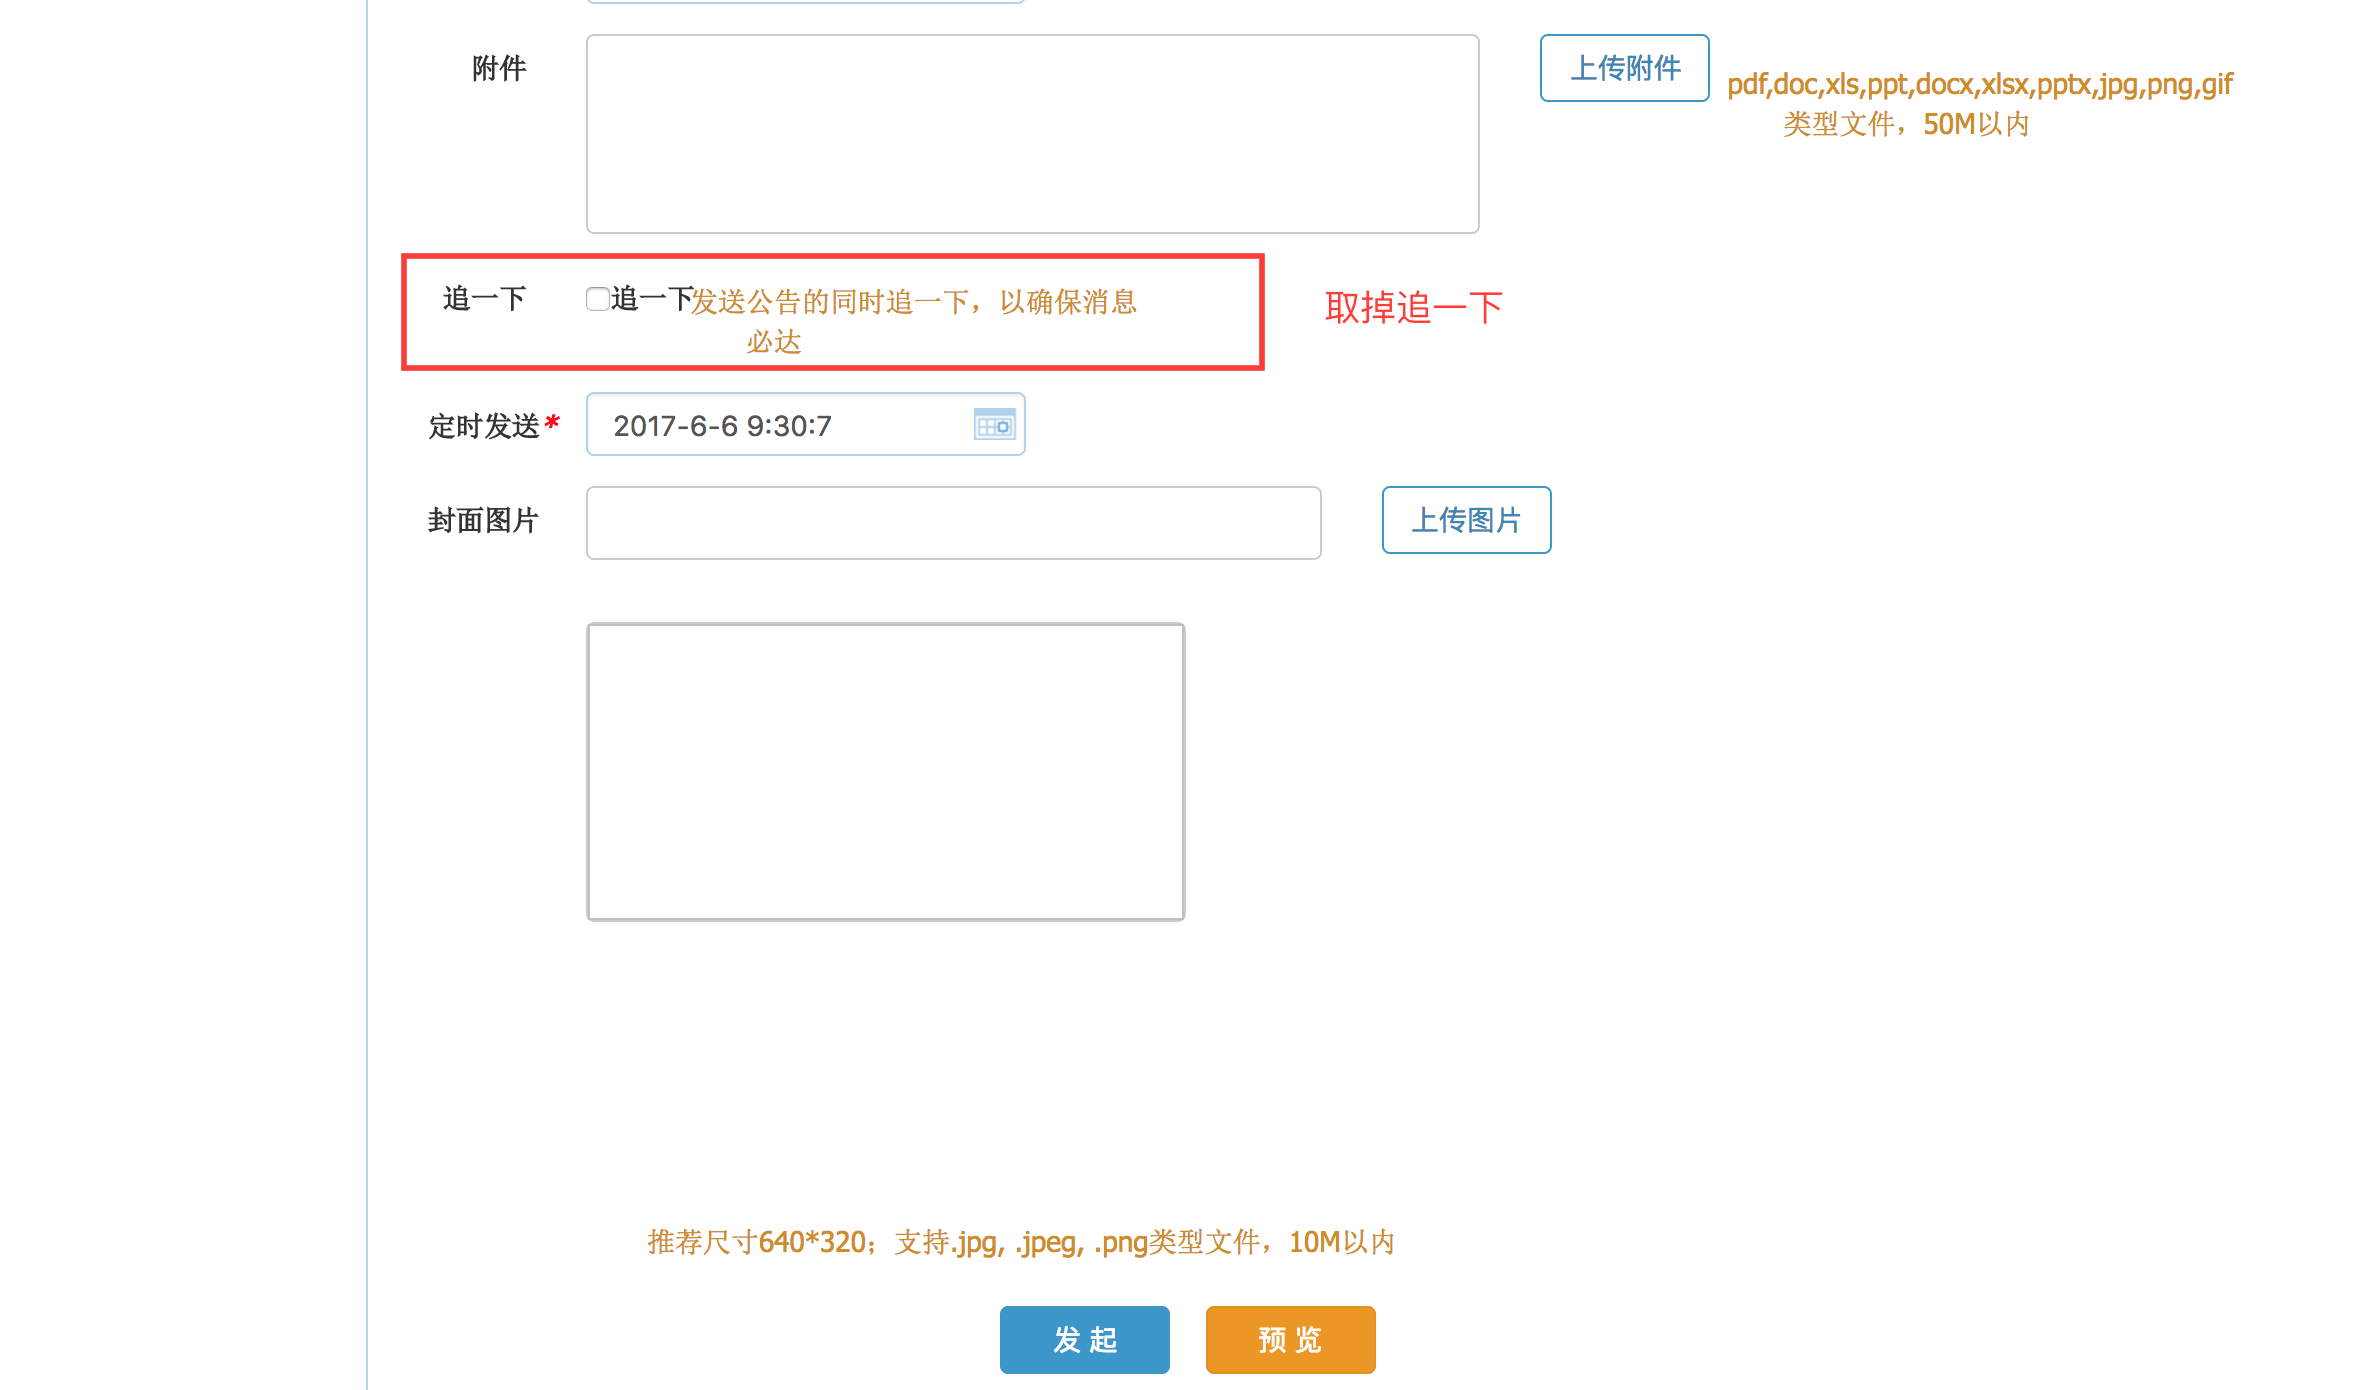 附件
上传附件
pdf,doc,xls,ppt,docx,xlsx,pptx,jpg,png,gif
类型文件，50M以内
追一下
追一下发送公告的同时追一下，以确保消息
必达
取掉追一下
定时发送*
2017-6-6 9:30:7
封面图片
上传图片
推荐尺寸640*320；支持.jpg, .jpeg, .png类型文件，10M以内
发 起
预 览